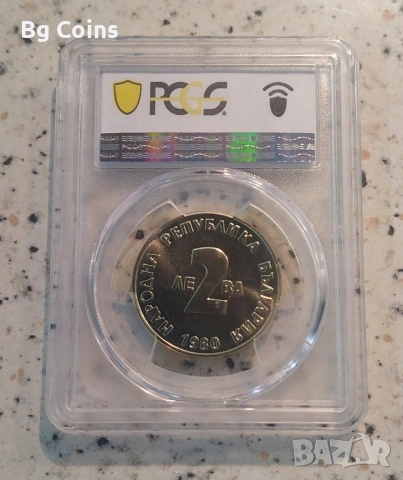 Bg Coins
PCGS
НАРОДНА РЕПУБЛИКА БЪЛГАРИЯ
2
ЛЕ ВА
1980
BAZAR